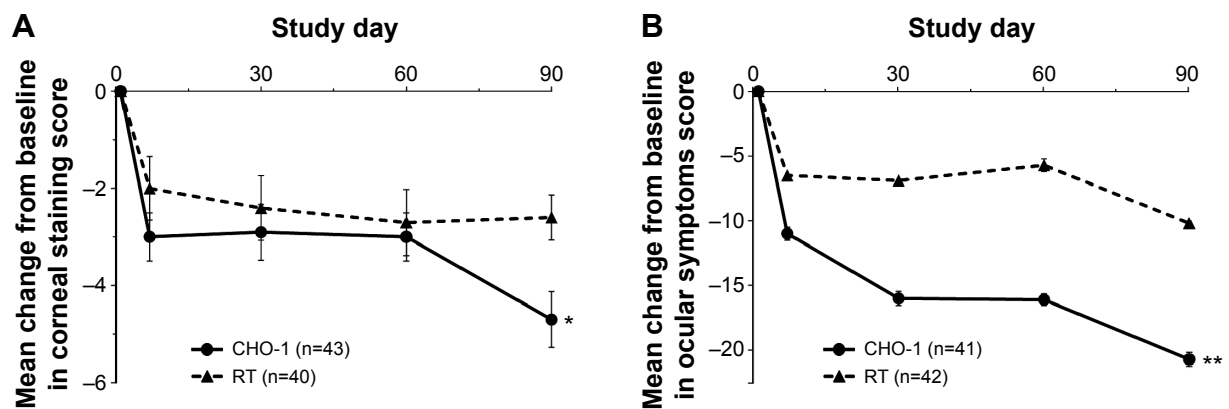 A
Study day
0 30 60 90
Mean change from baseline
in corneal staining score
0
–2
–4
–6
*
CHO-1 (n=43)
RT (n=40)
B
Study day
0 30 60 90
Mean change from baseline
in ocular symptoms score
0
–5
–10
–15
–20
**
CHO-1 (n=41)
RT (n=42)